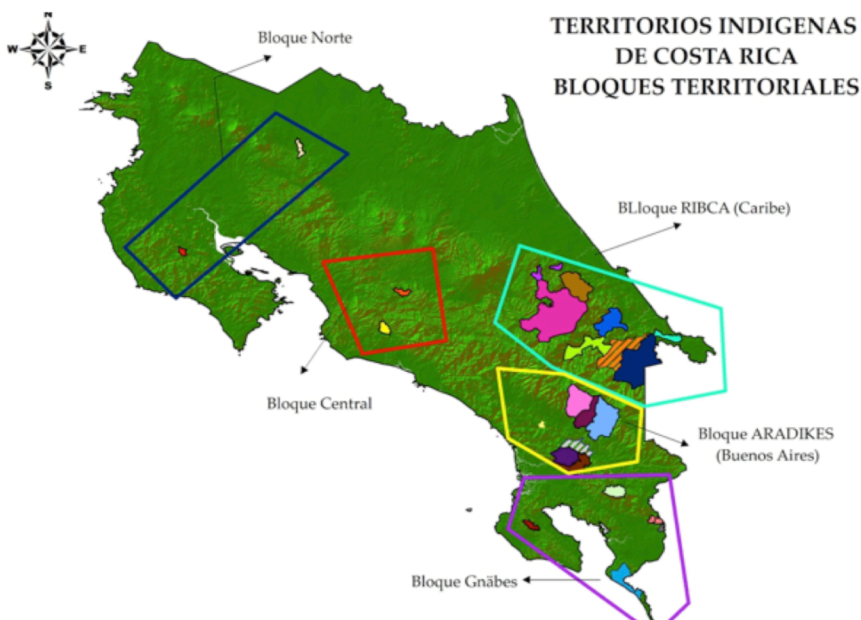 TERRITORIOS INDIGENAS
DE COSTA RICA
BLOQUES TERRITORIALES
N
W E
S
Bloque Norte
BLloque RIBCA (Caribe)
Bloque Central
Bloque ARADIKES
(Buenos Aires)
Bloque Gnäbes